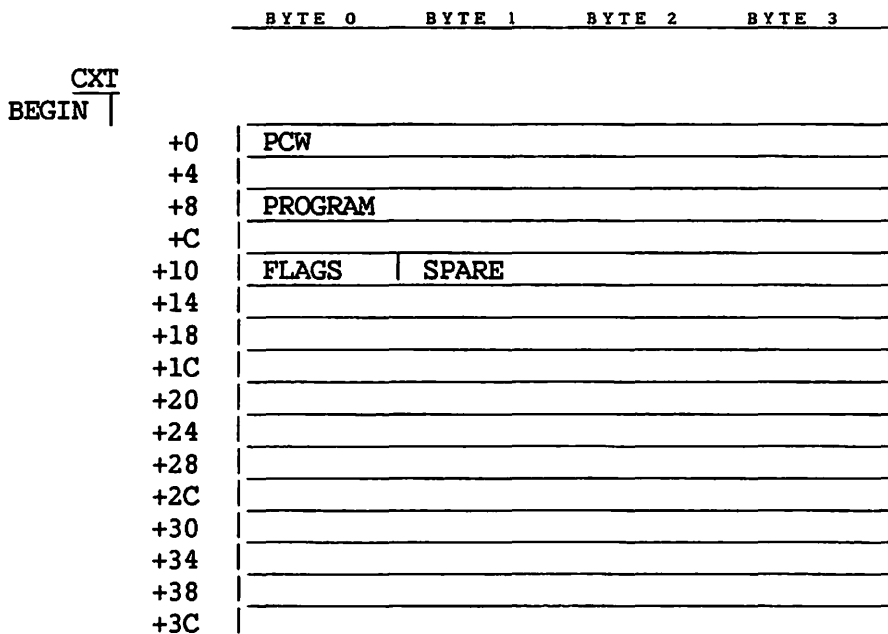 BYTE 0 BYTE 1 BYTE 2 BYTE 3
CXT
BEGIN
+0 PCW
+4
+8 PROGRAM
+C
+10 FLAGS SPARE
+14
+18
+1C
+20
+24
+28
+2C
+30
+34
+38
+3C